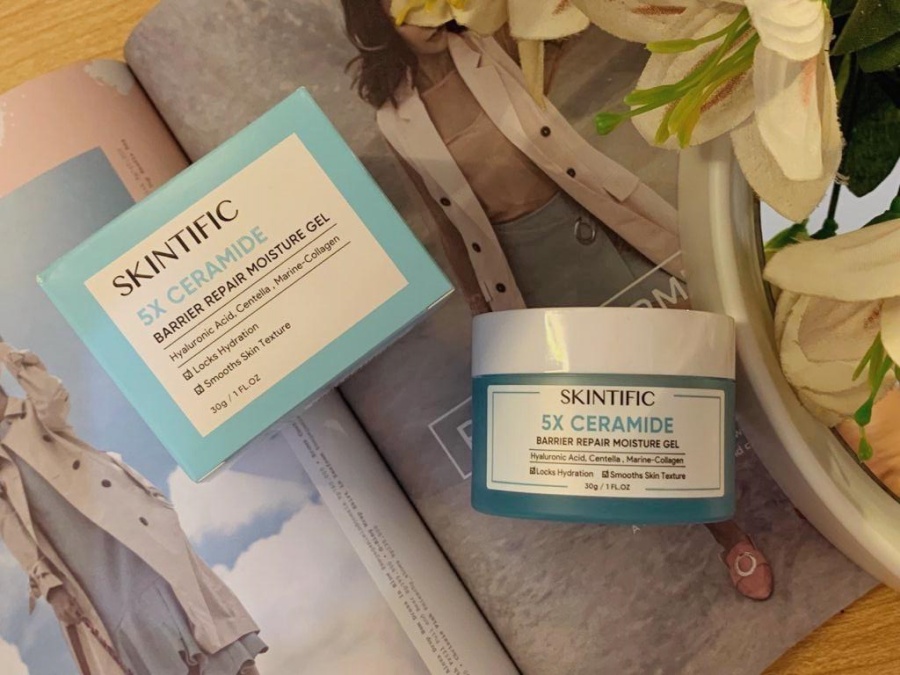 SKINTIFIC
5X CERAMIDE
BARRIER REPAIR MOISTURE GEL
Hyaluronic Acid, Centella , Marine-Collagen
Locks Hydration
Smooths Skin Texture
30g / 1 FL.OZ
SKINTIFIC
5X CERAMIDE
BARRIER REPAIR MOISTURE GEL
Hyaluronic Acid, Centella , Marine-Collagen
Locks Hydration Smooths Skin Texture
30g / 1 FL.OZ